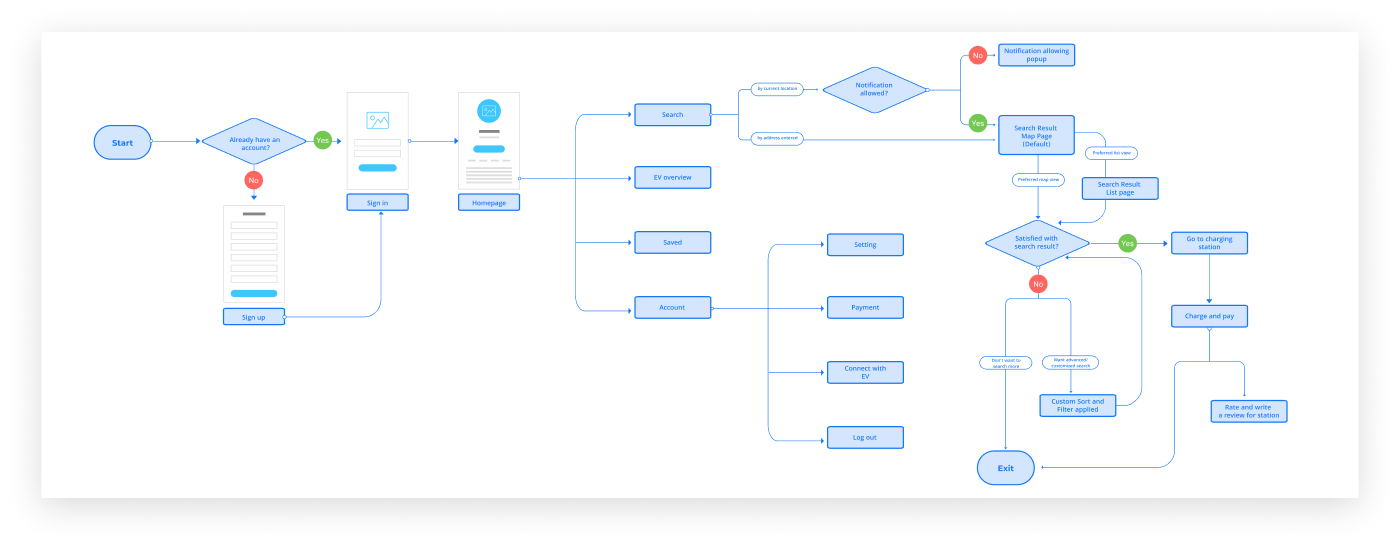 Start
Already have an
account?
Yes
No
Sign up
Sign in
Homepage
Search
EV overview
Saved
Account
by current location
by address entered
Notification
allowed?
No
Notification allowing
popup
Yes
Search Result
Map Page
(Default)
Preferred list view
Search Result
List page
Preferred map view
Satisfied with
search result?
Yes
Go to charging
station
No
Charge and pay
Don't want to
search more
Want advanced/
customized search
Custom Sort and
Filter applied
Rate and write
a review for station
Exit
Setting
Payment
Connect with
EV
Log out